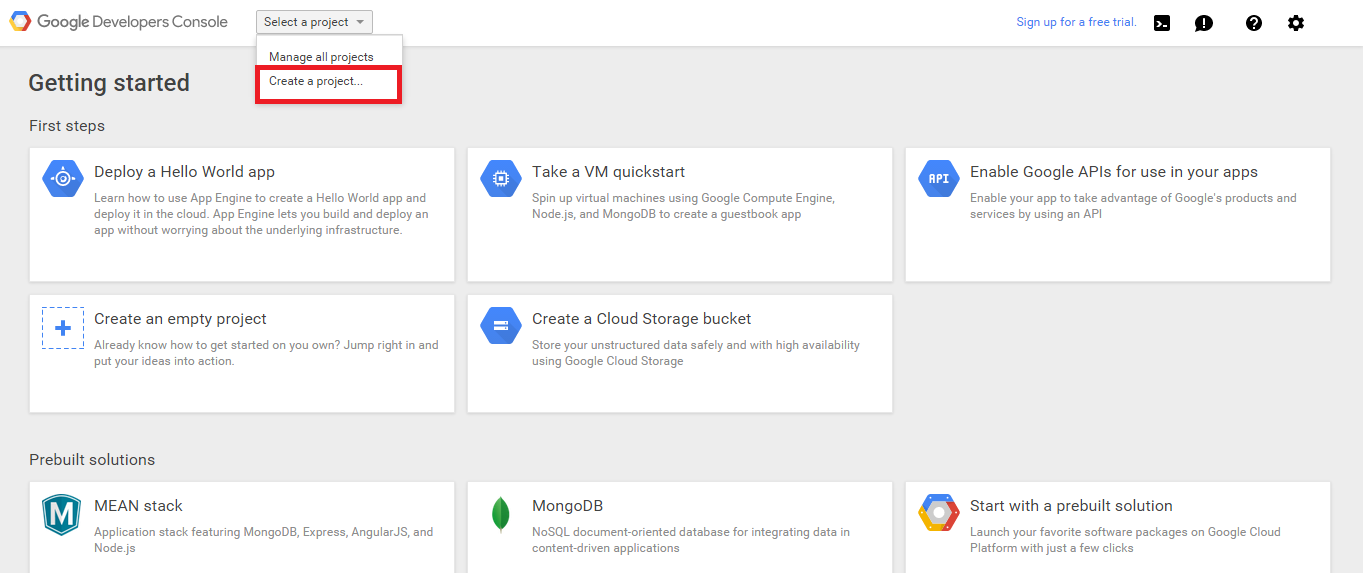 Google Developers Console
Select a project
Sign up for a free trial.
Manage all projects
Create a project...
Getting started
First steps
Deploy a Hello World app
Learn how to use App Engine to create a Hello World app and
deploy it in the cloud. App Engine lets you build and deploy an
app without worrying about the underlying infrastructure.
Take a VM quickstart
Spin up virtual machines using Google Compute Engine,
Node.js, and MongoDB to create a guestbook app
API
Enable Google APIs for use in your apps
Enable your app to take advantage of Google's products and
services by using an API
Create an empty project
Already know how to get started on you own? Jump right in and
put your ideas into action.
Create a Cloud Storage bucket
Store your unstructured data safely and with high availability
using Google Cloud Storage
Prebuilt solutions
M
MEAN stack
Application stack featuring MongoDB, Express, AngularJS, and
Node.js
MongoDB
NoSQL document-oriented database for integrating data in
content-driven applications
Start with a prebuilt solution
Launch your favorite software packages on Google Cloud
Platform with just a few clicks